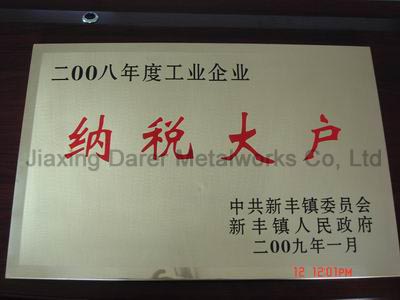 二00八年度工业企业
纳税大户
Jiaxing Darer Metalworks Co, Ltd
中共新丰镇委员会
新丰镇人民政府
二00九年一月
12 12:01PM